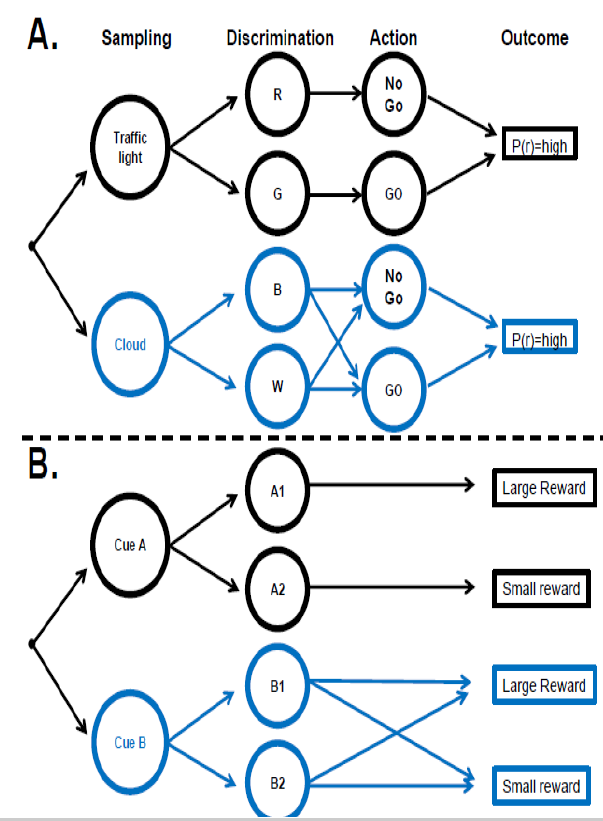 A.
Sampling Discrimination Action Outcome
Traffic
light
R
No
Go
P(r)=high
G
GO
Cloud
B
No
Go
P(r)=high
W
GO
B.
Cue A
A1
Large Reward
A2
Small reward
Cue B
B1
Large Reward
B2
Small reward